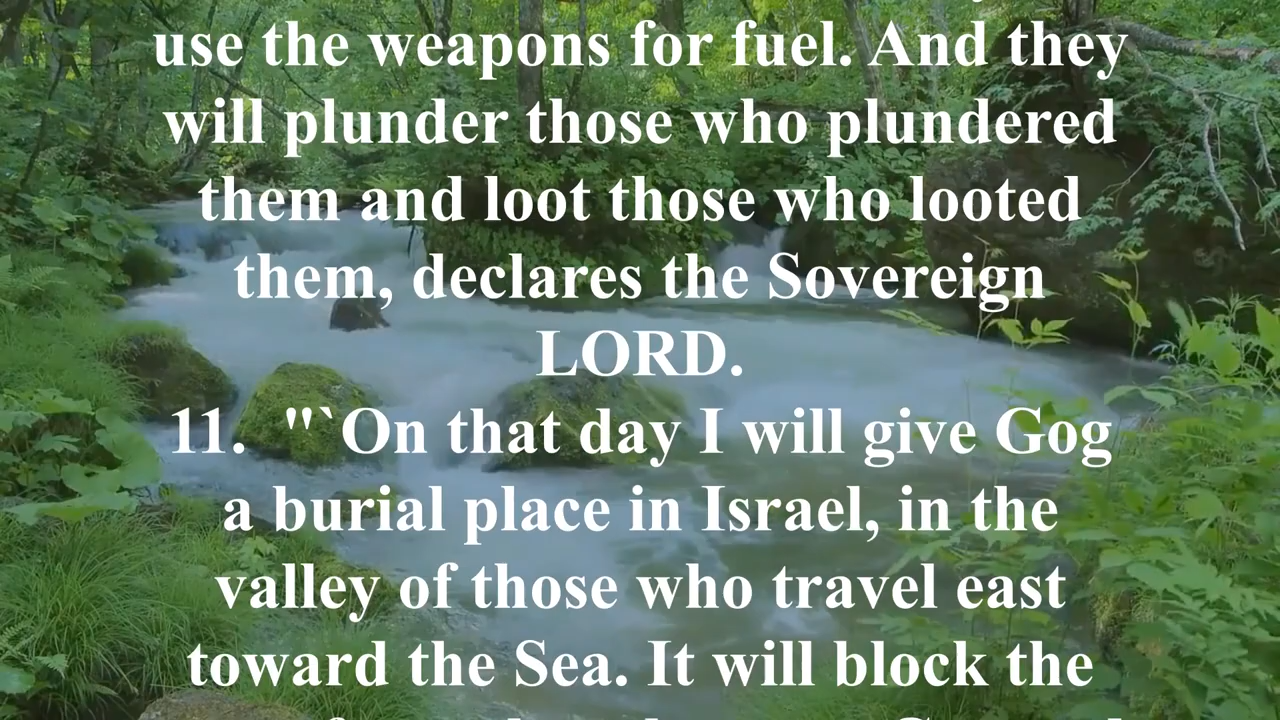 use the weapons for fuel. And they
will plunder those who plundered
them and loot those who looted
them, declares the Sovereign
LORD.
11.  "`On that day I will give Gog
a burial place in Israel, in the
valley of those who travel east
toward the Sea. It will block the